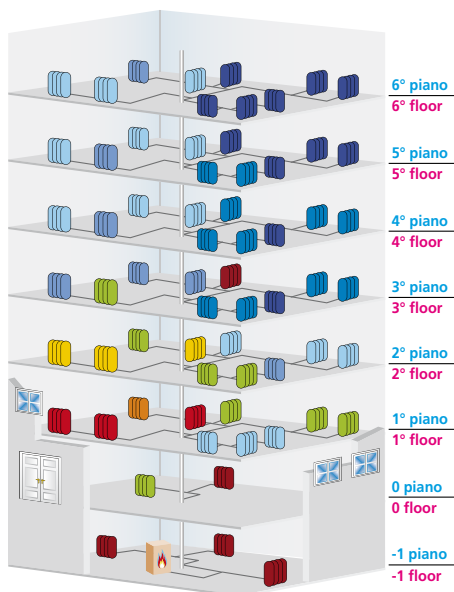 6° piano
6° floor
5° piano
5° floor
4° piano
4° floor
3° piano
3° floor
2° piano
2° floor
1° piano
1° floor
0 piano
0 floor
-1 piano
-1 floor